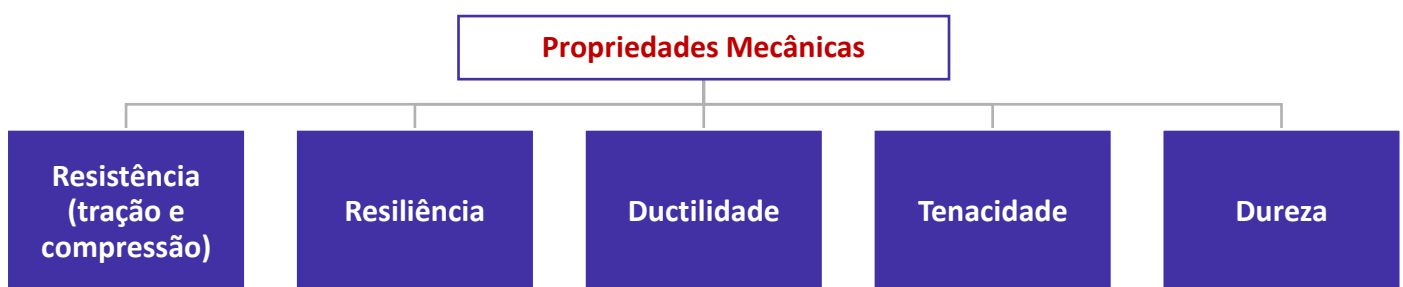 Propriedades Mecânicas
Resistência
(tração e
compressão)
Resiliência
Ductilidade
Tenacidade
Dureza